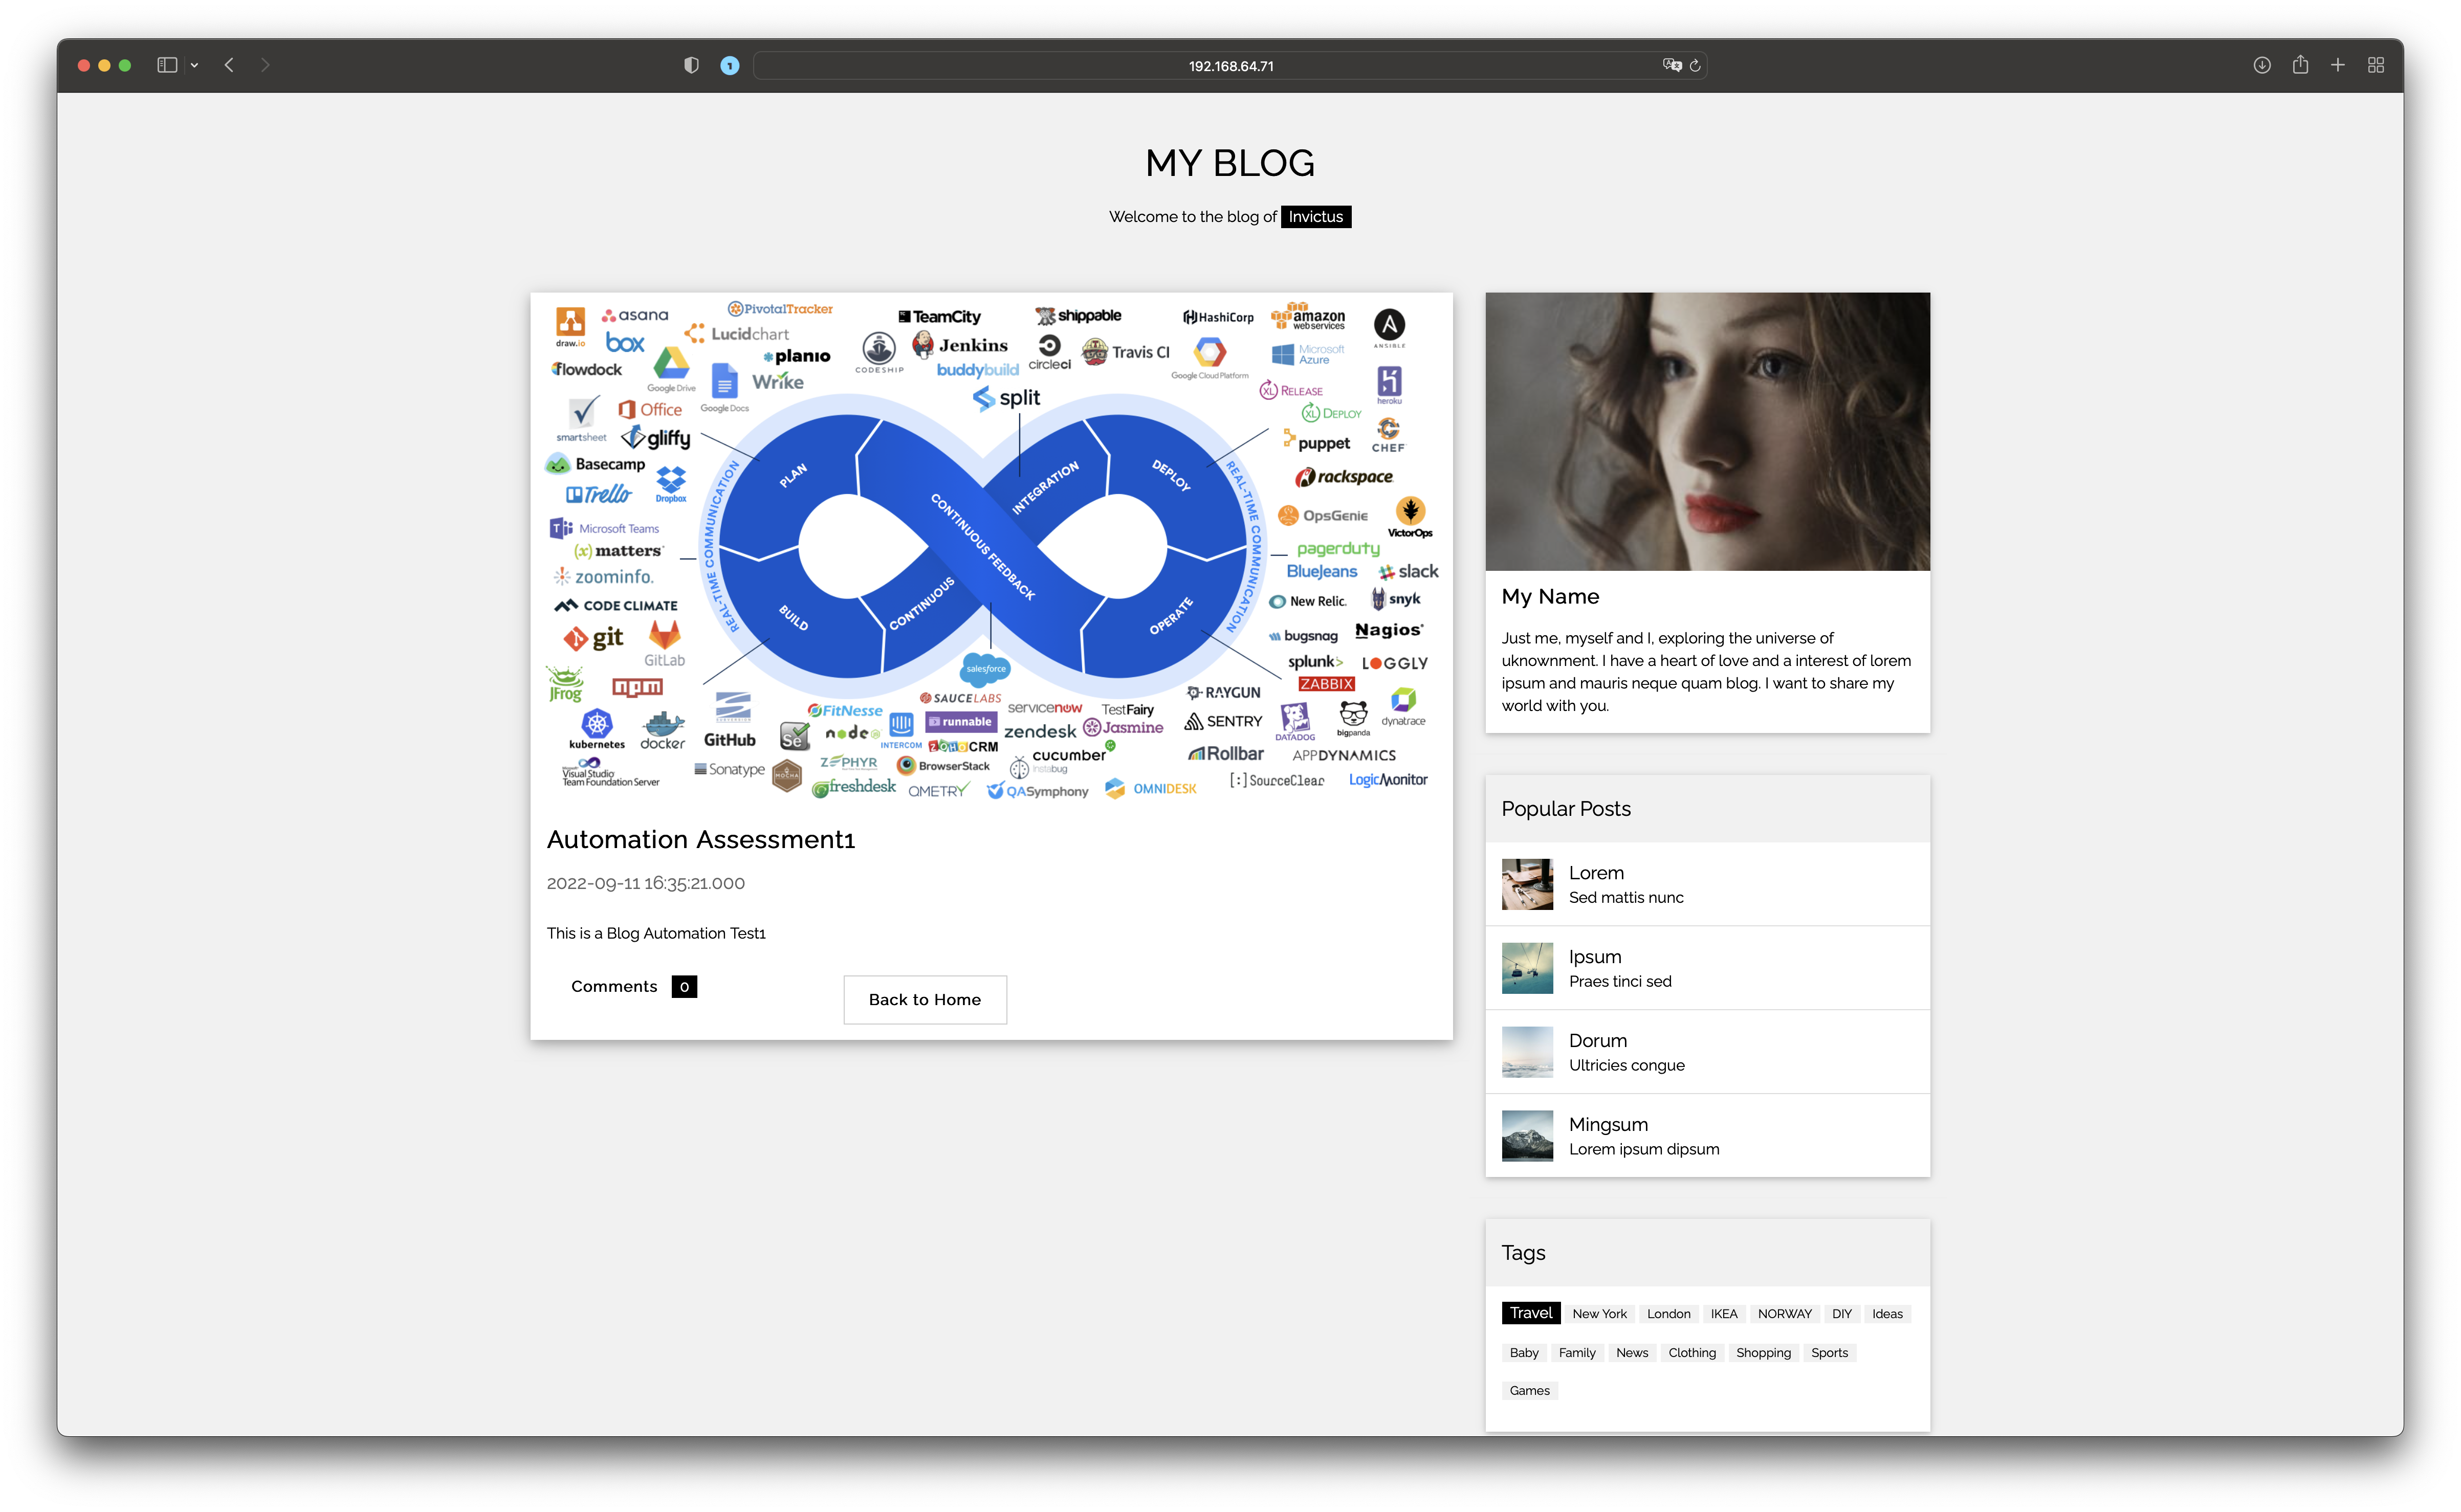 192.168.64.71
MY BLOG
Welcome to the blog of Invictus
draw.io
asana
PivotalTracker
Lucidchart
box
planio
flowdock
Google Drive
Google Docs
Wrike
smartsheet
Office
gliffy
Basecamp
Trello
Dropbox
Microsoft Teams
(x) matters
zoominfo.
CODE CLIMATE
git
GitLab
JFrog
npm
kubernetes
docker
GitHub
Visual Studio
Team Foundation Server
Sonatype
TeamCity
shippable
CODESHIP
Jenkins
circleci
Travis CI
buddybuild
split
HashiCorp
amazon
web services
ANSIBLE
Google Cloud Platform
Microsoft
Azure
XL RELEASE
XL DEPLOY
heroku
puppet
CHEF
rackspace
OpsGenie
VictorOps
pagerduty
BlueJeans
slack
New Relic.
snyk
bugsnag
Nagios
splunk>
LOGGLY
ZABBIX
RAYGUN
SENTRY
DATADOG
bigpanda
dynatrace
Rollbar
APPDYNAMICS
[:] SourceClear
LogicMonitor
REAL-TIME COMMUNICATION
PLAN
BUILD
CONTINUOUS
INTEGRATION
CONTINUOUS FEEDBACK
DEPLOY
OPERATE
REAL-TIME COMMUNICATION
salesforce
SAUCELABS
servicenow
TestFairy
FitNesse
Se
node
INTERCOM
runnable
zendesk
Jasmine
MOCHA
ZEPHYR
ZOHO CRM
BrowserStack
cucumber
Instabug
freshdesk
QMETRY
QASymphony
OMNIDESK
Automation Assessment1
2022-09-11 16:35:21.000
This is a Blog Automation Test1
Comments 0
Back to Home
My Name
Just me, myself and I, exploring the universe of
uknownment. I have a heart of love and a interest of lorem
ipsum and mauris neque quam blog. I want to share my
world with you.
Popular Posts
Lorem
Sed mattis nunc
Ipsum
Praes tinci sed
Dorum
Ultricies congue
Mingsum
Lorem ipsum dipsum
Tags
Travel New York London IKEA NORWAY DIY Ideas
Baby Family News Clothing Shopping Sports
Games